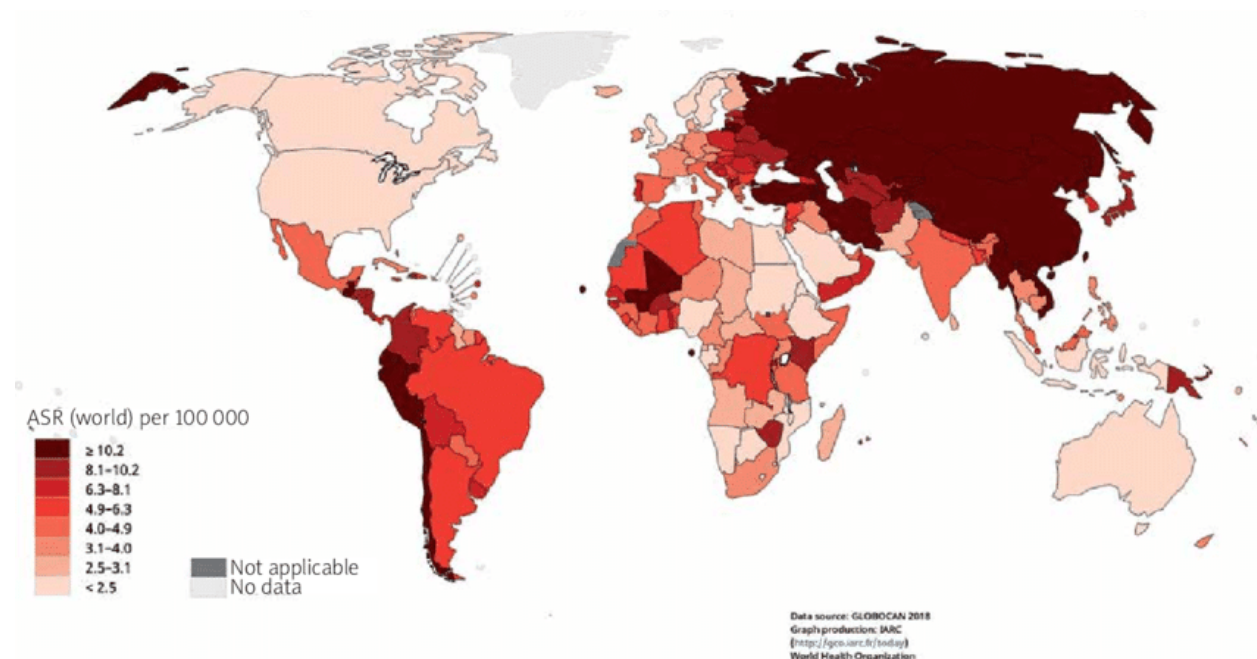 ASR (world) per 100 000
≥ 10.2
8.1–10.2
6.3–8.1
4.9–6.3
4.0–4.9
3.1–4.0
2.5–3.1
< 2.5
Not applicable
No data
Data source: GLOBOCAN 2018
Graph production: IARC
(http://gco.iarc.fr/today)
World Health Organization